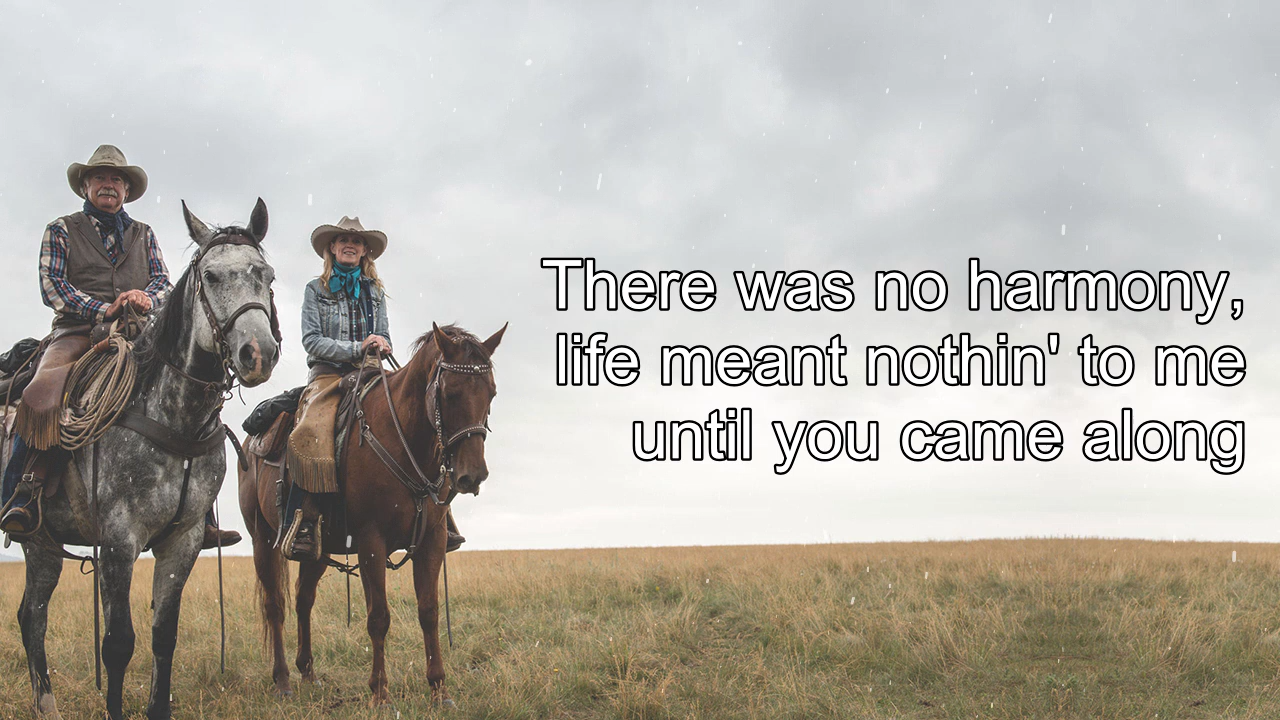 There was no harmony,
life meant nothin' to me
until you came along